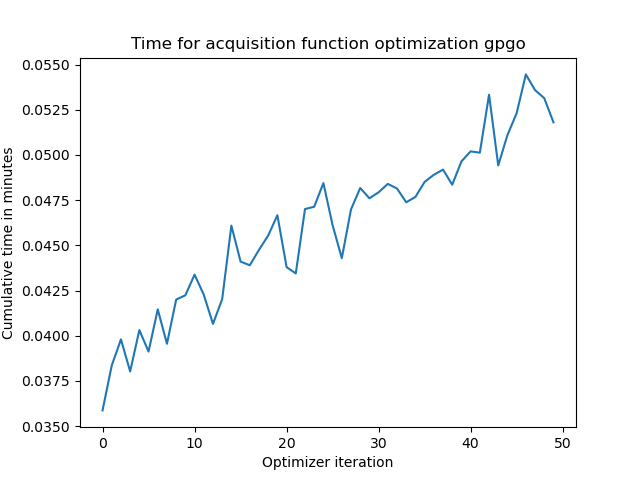 Time for acquisition function optimization gpgo
Cumulative time in minutes
0.0550
0.0525
0.0500
0.0475
0.0450
0.0425
0.0400
0.0375
0.0350
0 10 20 30 40 50
Optimizer iteration